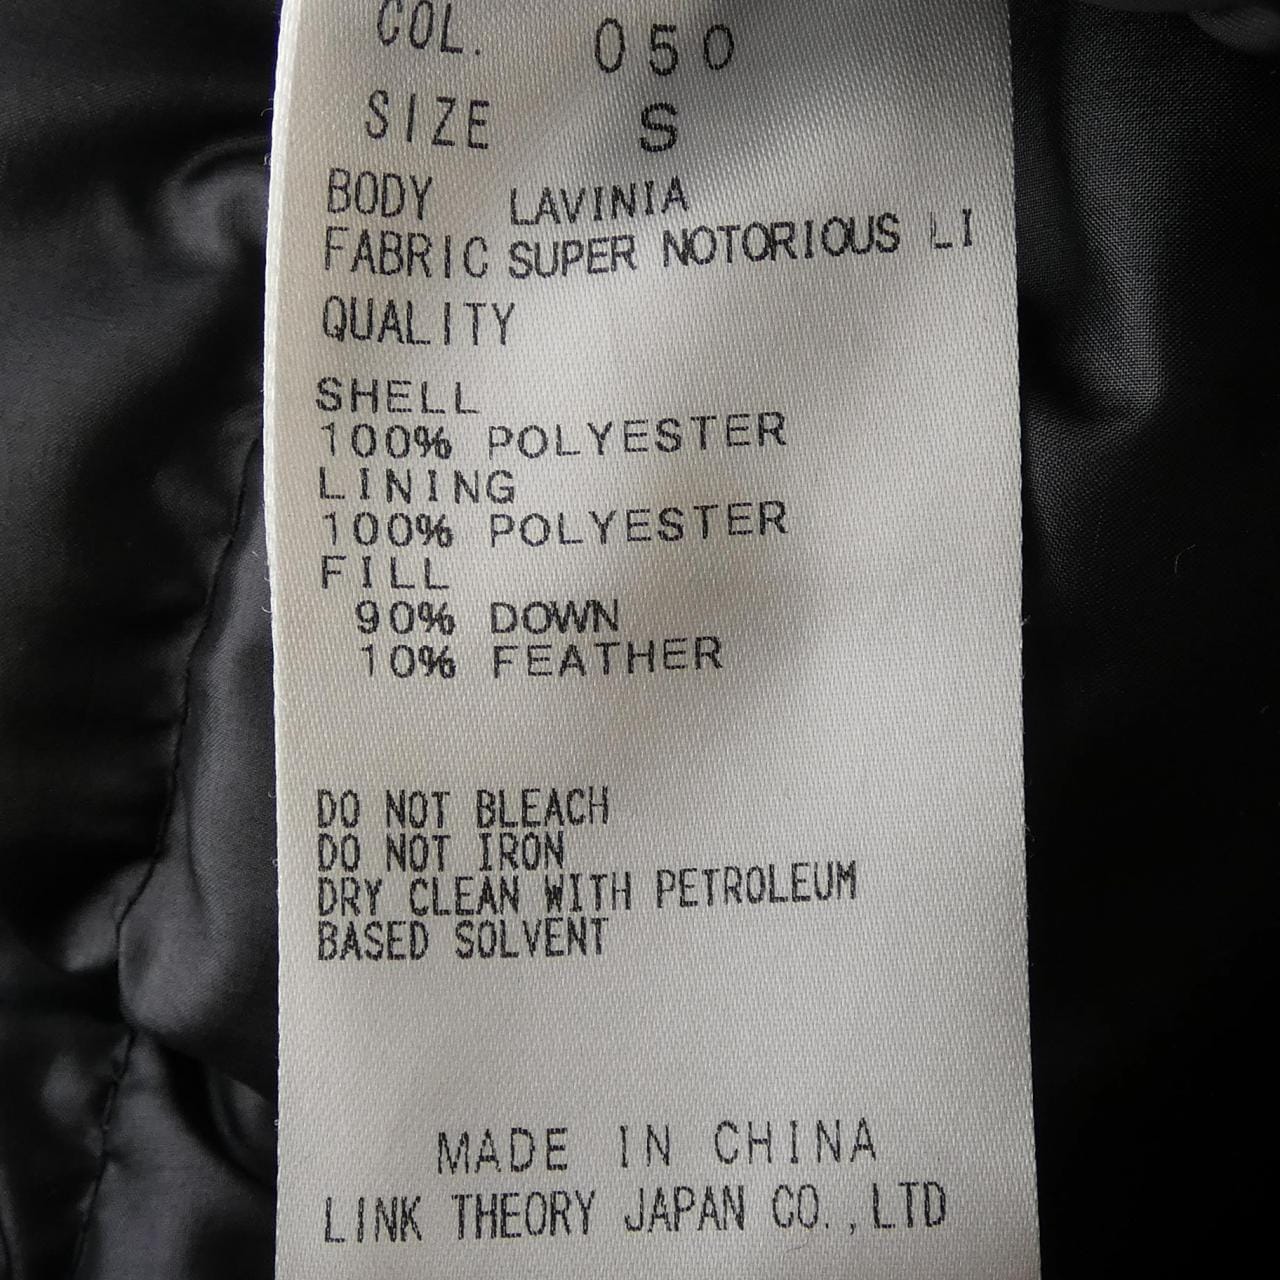 COL. 050
SIZE S
BODY LAVINIA
FABRIC SUPER NOTORIOUS LI
QUALITY
SHELL
100% POLYESTER
LINING
100% POLYESTER
FILL
90% DOWN
10% FEATHER
DO NOT BLEACH
DO NOT IRON
DRY CLEAN WITH PETROLEUM
BASED SOLVENT
MADE IN CHINA
LINK THEORY JAPAN CO.,LTD